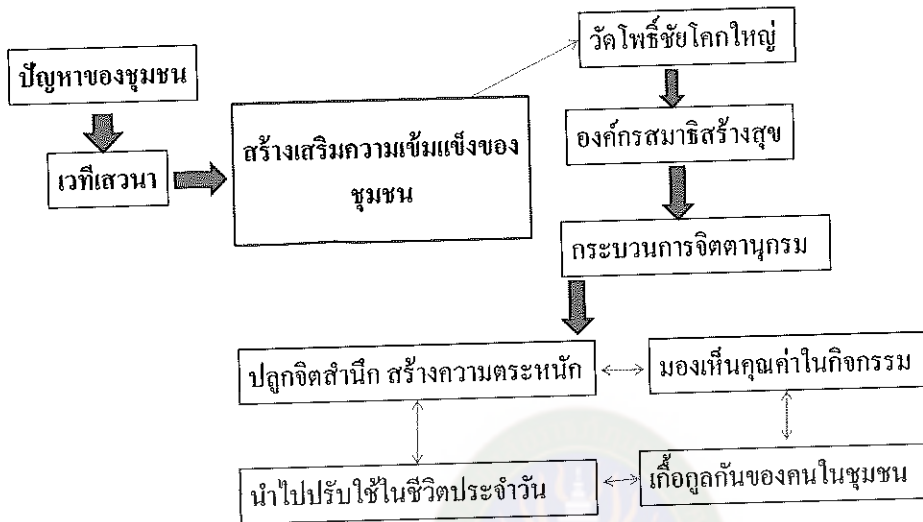 ปัญหาของชุมชน
เวทีเสวนา
สร้างเสริมความเข้มแข็งของ
ชุมชน
วัดโพธิ์ชัยโคกใหญ่
องค์กรสมาธิสร้างสุข
กระบวนการจิตตานุกรม
ปลูกจิตสำนึก สร้างความตระหนัก
มองเห็นคุณค่าในกิจกรรม
นำไปปรับใช้ในชีวิตประจำวัน
เกื้อกูลกันของคนในชุมชน